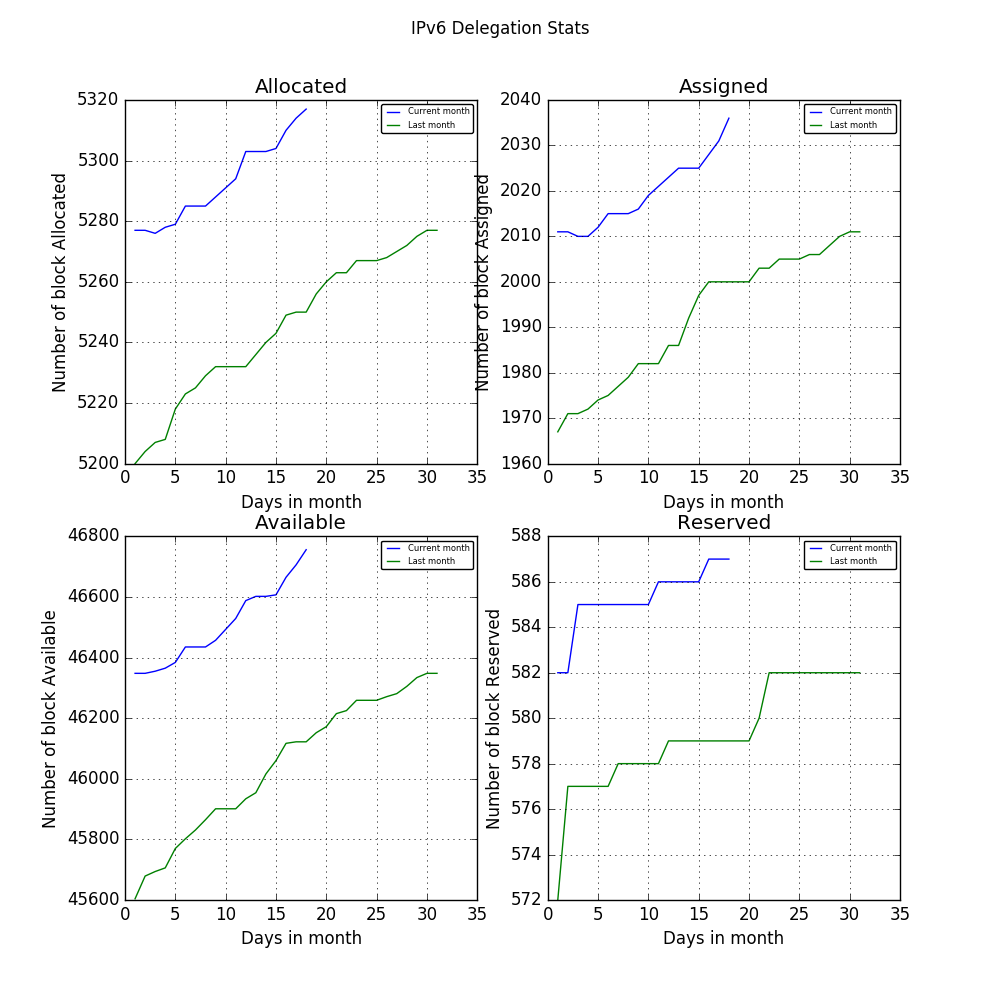 IPv6 Delegation Stats
Allocated
5320
5300
5280
5260
5240
5220
5200
Number of block Allocated
Current month
Last month
0 5 10 15 20 25 30 35
Days in month
Assigned
2040
2030
2020
2010
2000
1990
1980
1970
1960
Number of block Assigned
Current month
Last month
0 5 10 15 20 25 30 35
Days in month
Available
46800
46600
46400
46200
46000
45800
45600
Number of block Available
Current month
Last month
0 5 10 15 20 25 30 35
Days in month
Reserved
588
586
584
582
580
578
576
574
572
Number of block Reserved
Current month
Last month
0 5 10 15 20 25 30 35
Days in month